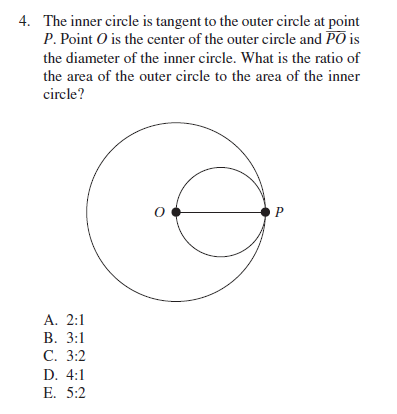 4. The inner circle is tangent to the outer circle at point
P. Point O is the center of the outer circle and PO is
the diameter of the inner circle. What is the ratio of
the area of the outer circle to the area of the inner
circle?
O P
A. 2:1
B. 3:1
C. 3:2
D. 4:1
E. 5:2